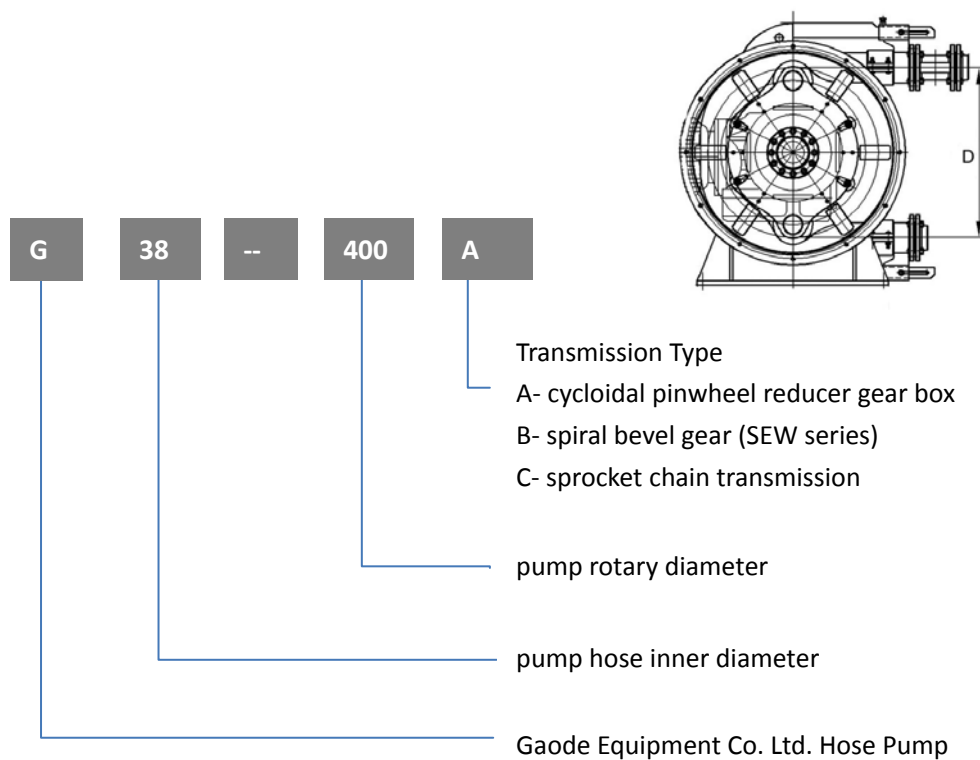 D
G 38 -- 400 A
Transmission Type
A- cycloidal pinwheel reducer gear box
B- spiral bevel gear (SEW series)
C- sprocket chain transmission
pump rotary diameter
pump hose inner diameter
Gaode Equipment Co. Ltd. Hose Pump